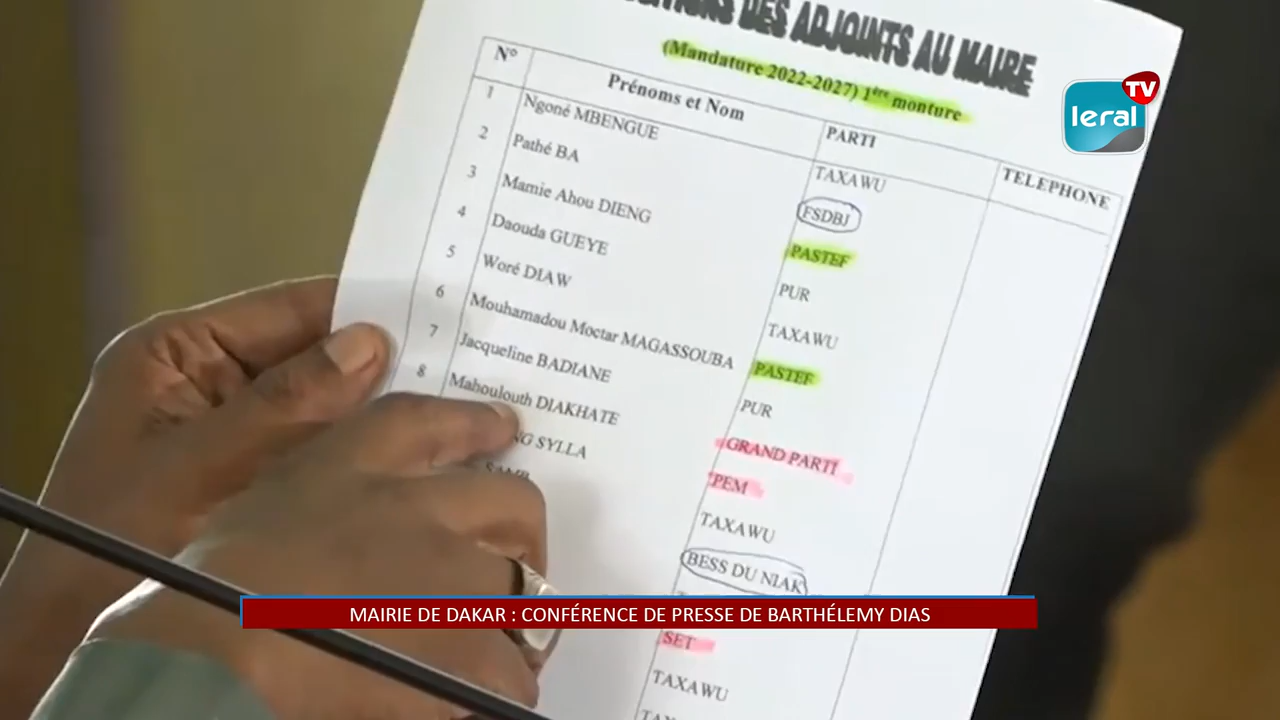 DES ADJOINTS AU MAIRE
(Mandature 2022-2027) 1ère monture
N° Prénoms et Nom PARTI TELEPHONE
1 Ngoné MBENGUE TAXAWU
2 Pathé BA FSDBJ
3 Mamie Ahou DIENG PASTEF
4 Daouda GUEYE PUR
5 Woré DIAW TAXAWU
6 Mouhamadou Moctar MAGASSOUBA PASTEF
7 Jacqueline BADIANE PUR
8 Mahoulouth DIAKHATE GRAND PARTI
NG SYLLA PEM
SAMB TAXAWU
BESS DU NIAK
SET
TAXAWU
leral TV
MAIRIE DE DAKAR : CONFÉRENCE DE PRESSE DE BARTHÉLEMY DIAS